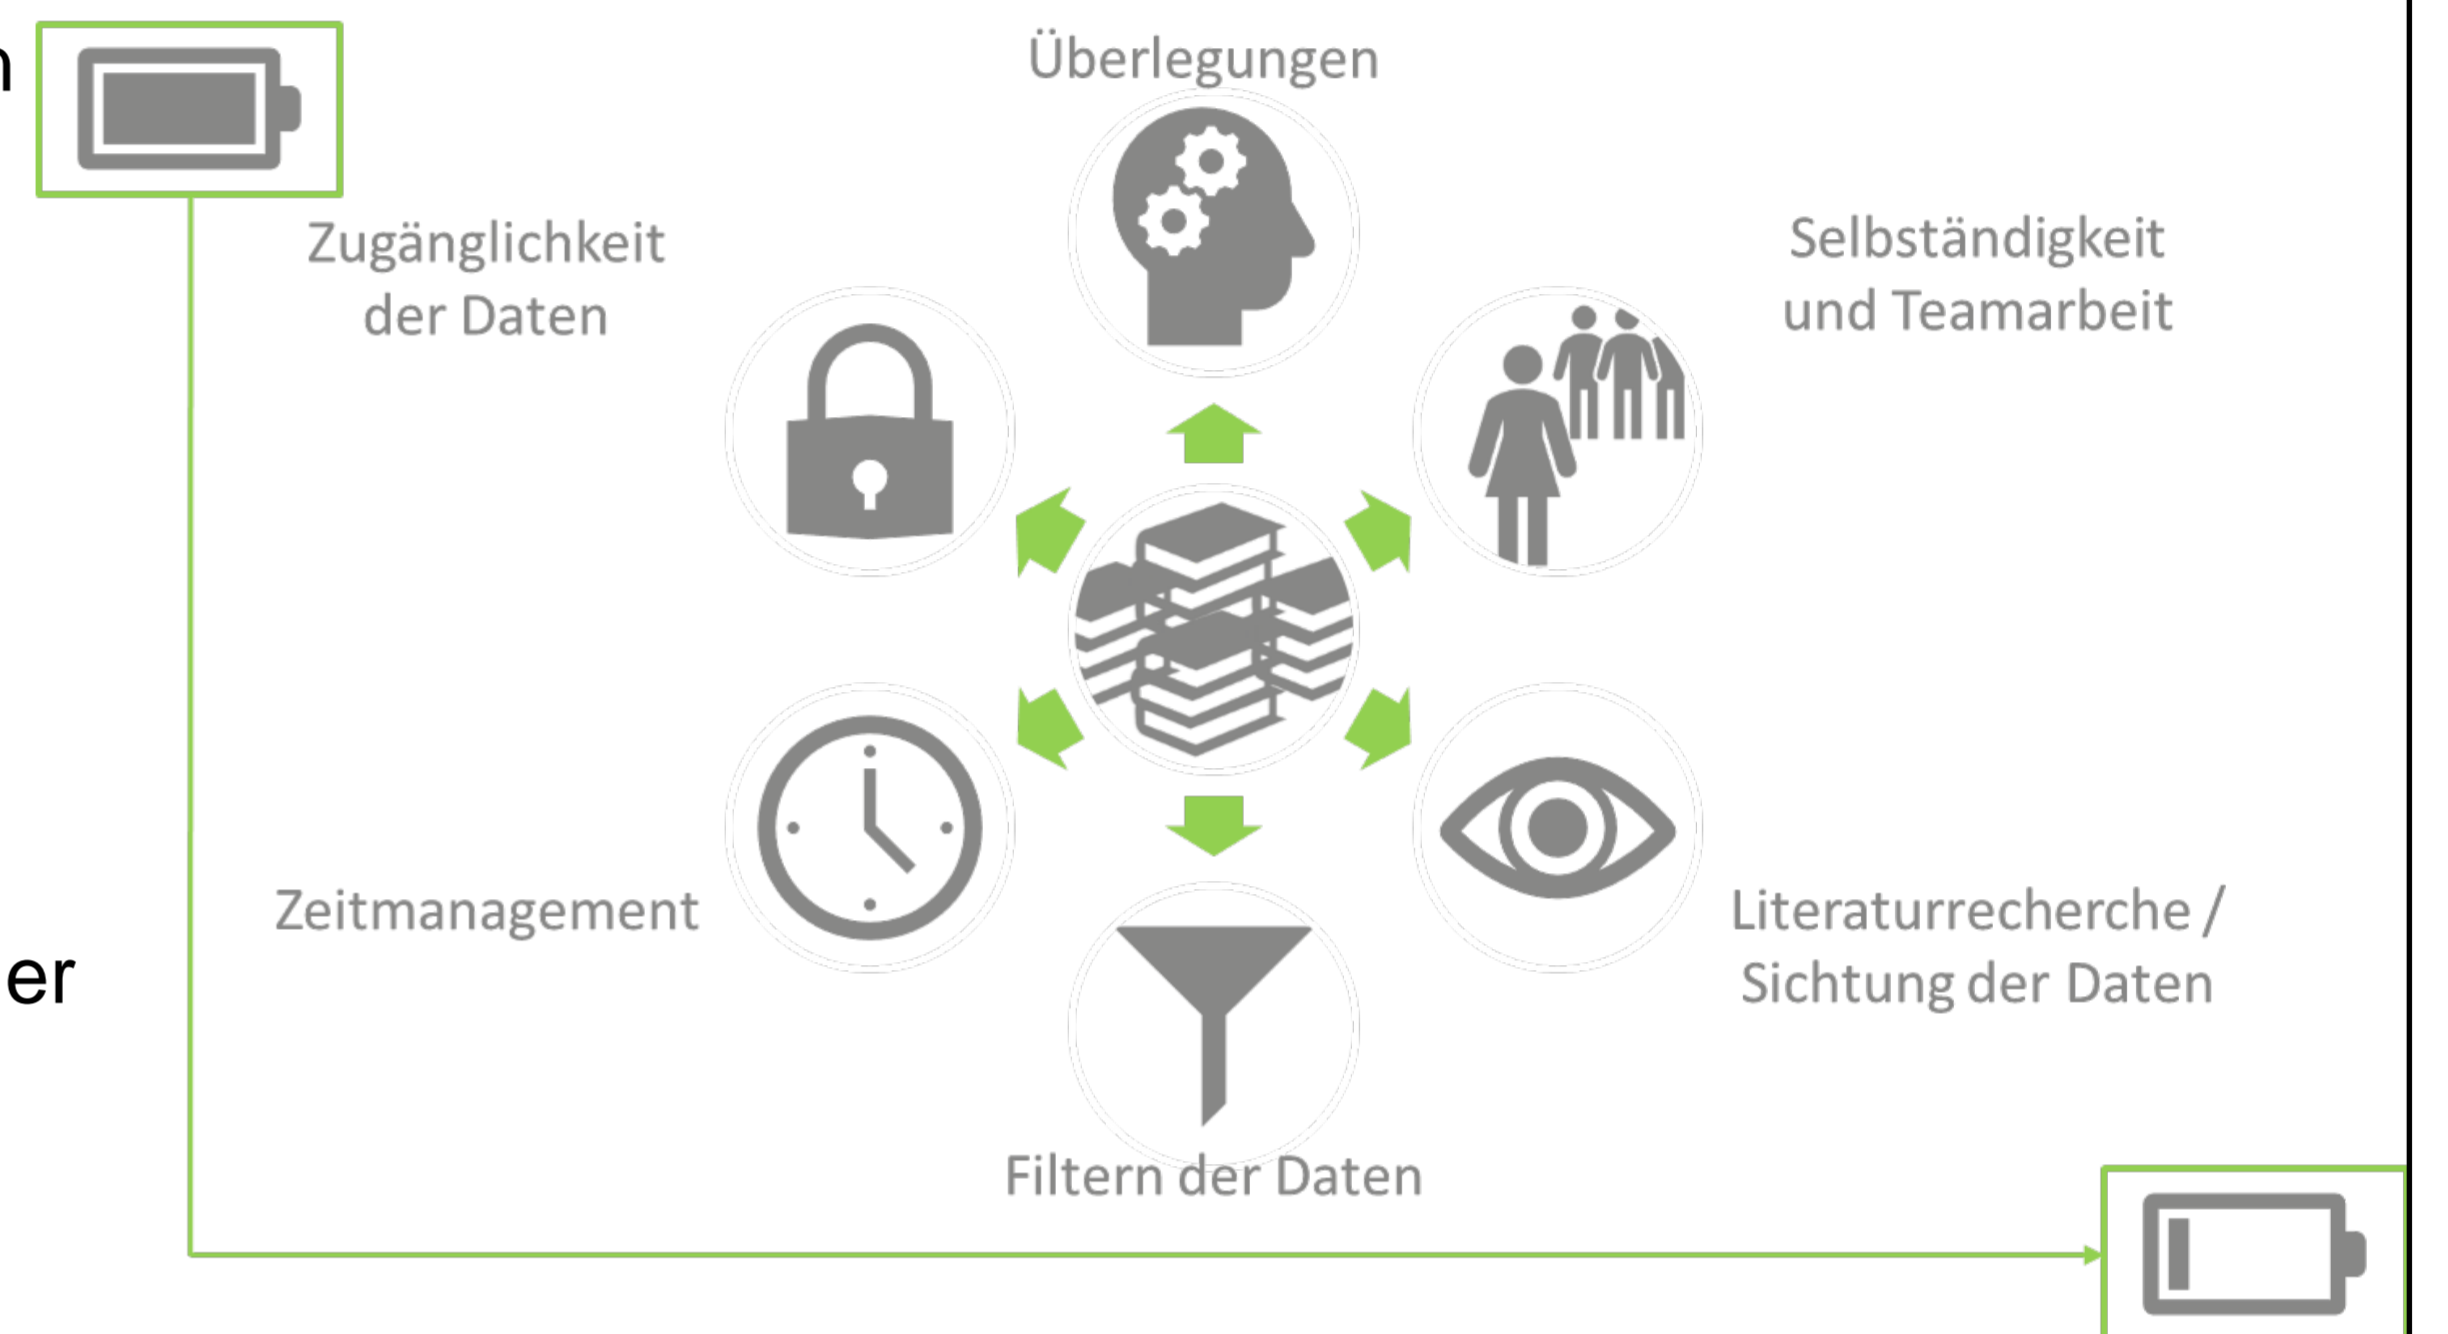 n
Überlegungen
Zugänglichkeit
der Daten
Selbständigkeit
und Teamarbeit
Zeitmanagement
Literaturrecherche /
Sichtung der Daten
er
Filtern der Daten